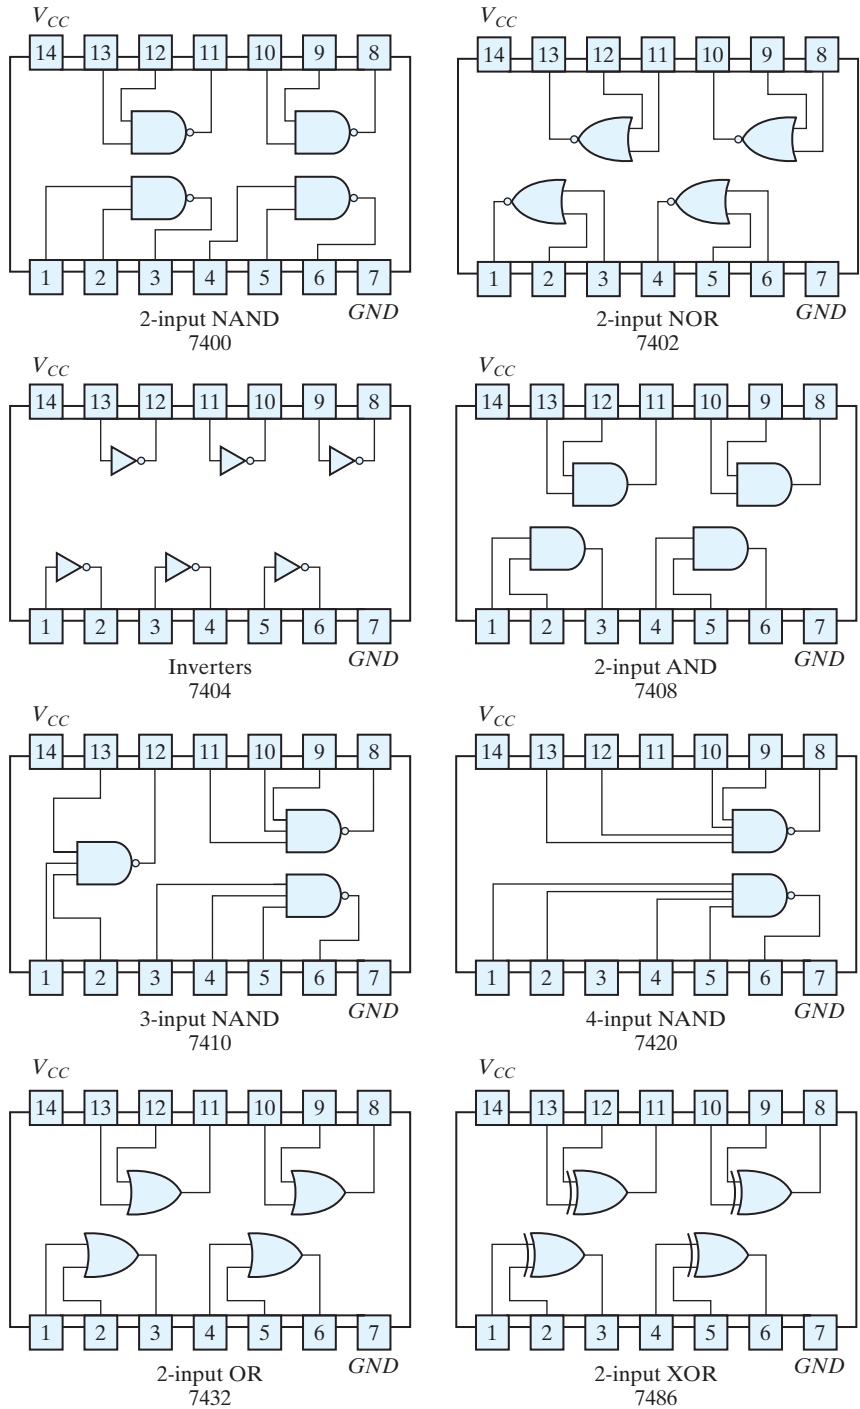 V_CC V_CC
14 13 12 11 10 9 8 14 13 12 11 10 9 8
1 2 3 4 5 6 7 1 2 3 4 5 6 7
2-input NAND GND 2-input NOR GND
7400 7402
V_CC V_CC
14 13 12 11 10 9 8 14 13 12 11 10 9 8
1 2 3 4 5 6 7 1 2 3 4 5 6 7
Inverters GND 2-input AND GND
7404 7408
V_CC V_CC
14 13 12 11 10 9 8 14 13 12 11 10 9 8
1 2 3 4 5 6 7 1 2 3 4 5 6 7
3-input NAND GND 4-input NAND GND
7410 7420
V_CC V_CC
14 13 12 11 10 9 8 14 13 12 11 10 9 8
1 2 3 4 5 6 7 1 2 3 4 5 6 7
2-input OR GND 2-input XOR GND
7432 7486